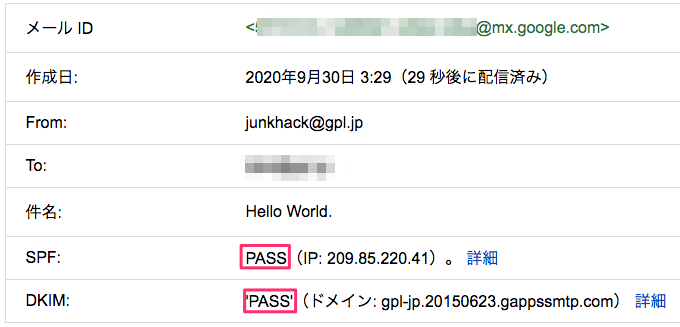 メール ID
@mx.google.com>
作成日: 2020年9月30日 3:29（29 秒後に配信済み）
From: junkhack@gpl.jp
To:
件名: Hello World.
SPF: PASS（IP: 209.85.220.41）。 詳細
DKIM: 'PASS'（ドメイン: gpl-jp.20150623.gappssmtp.com） 詳細